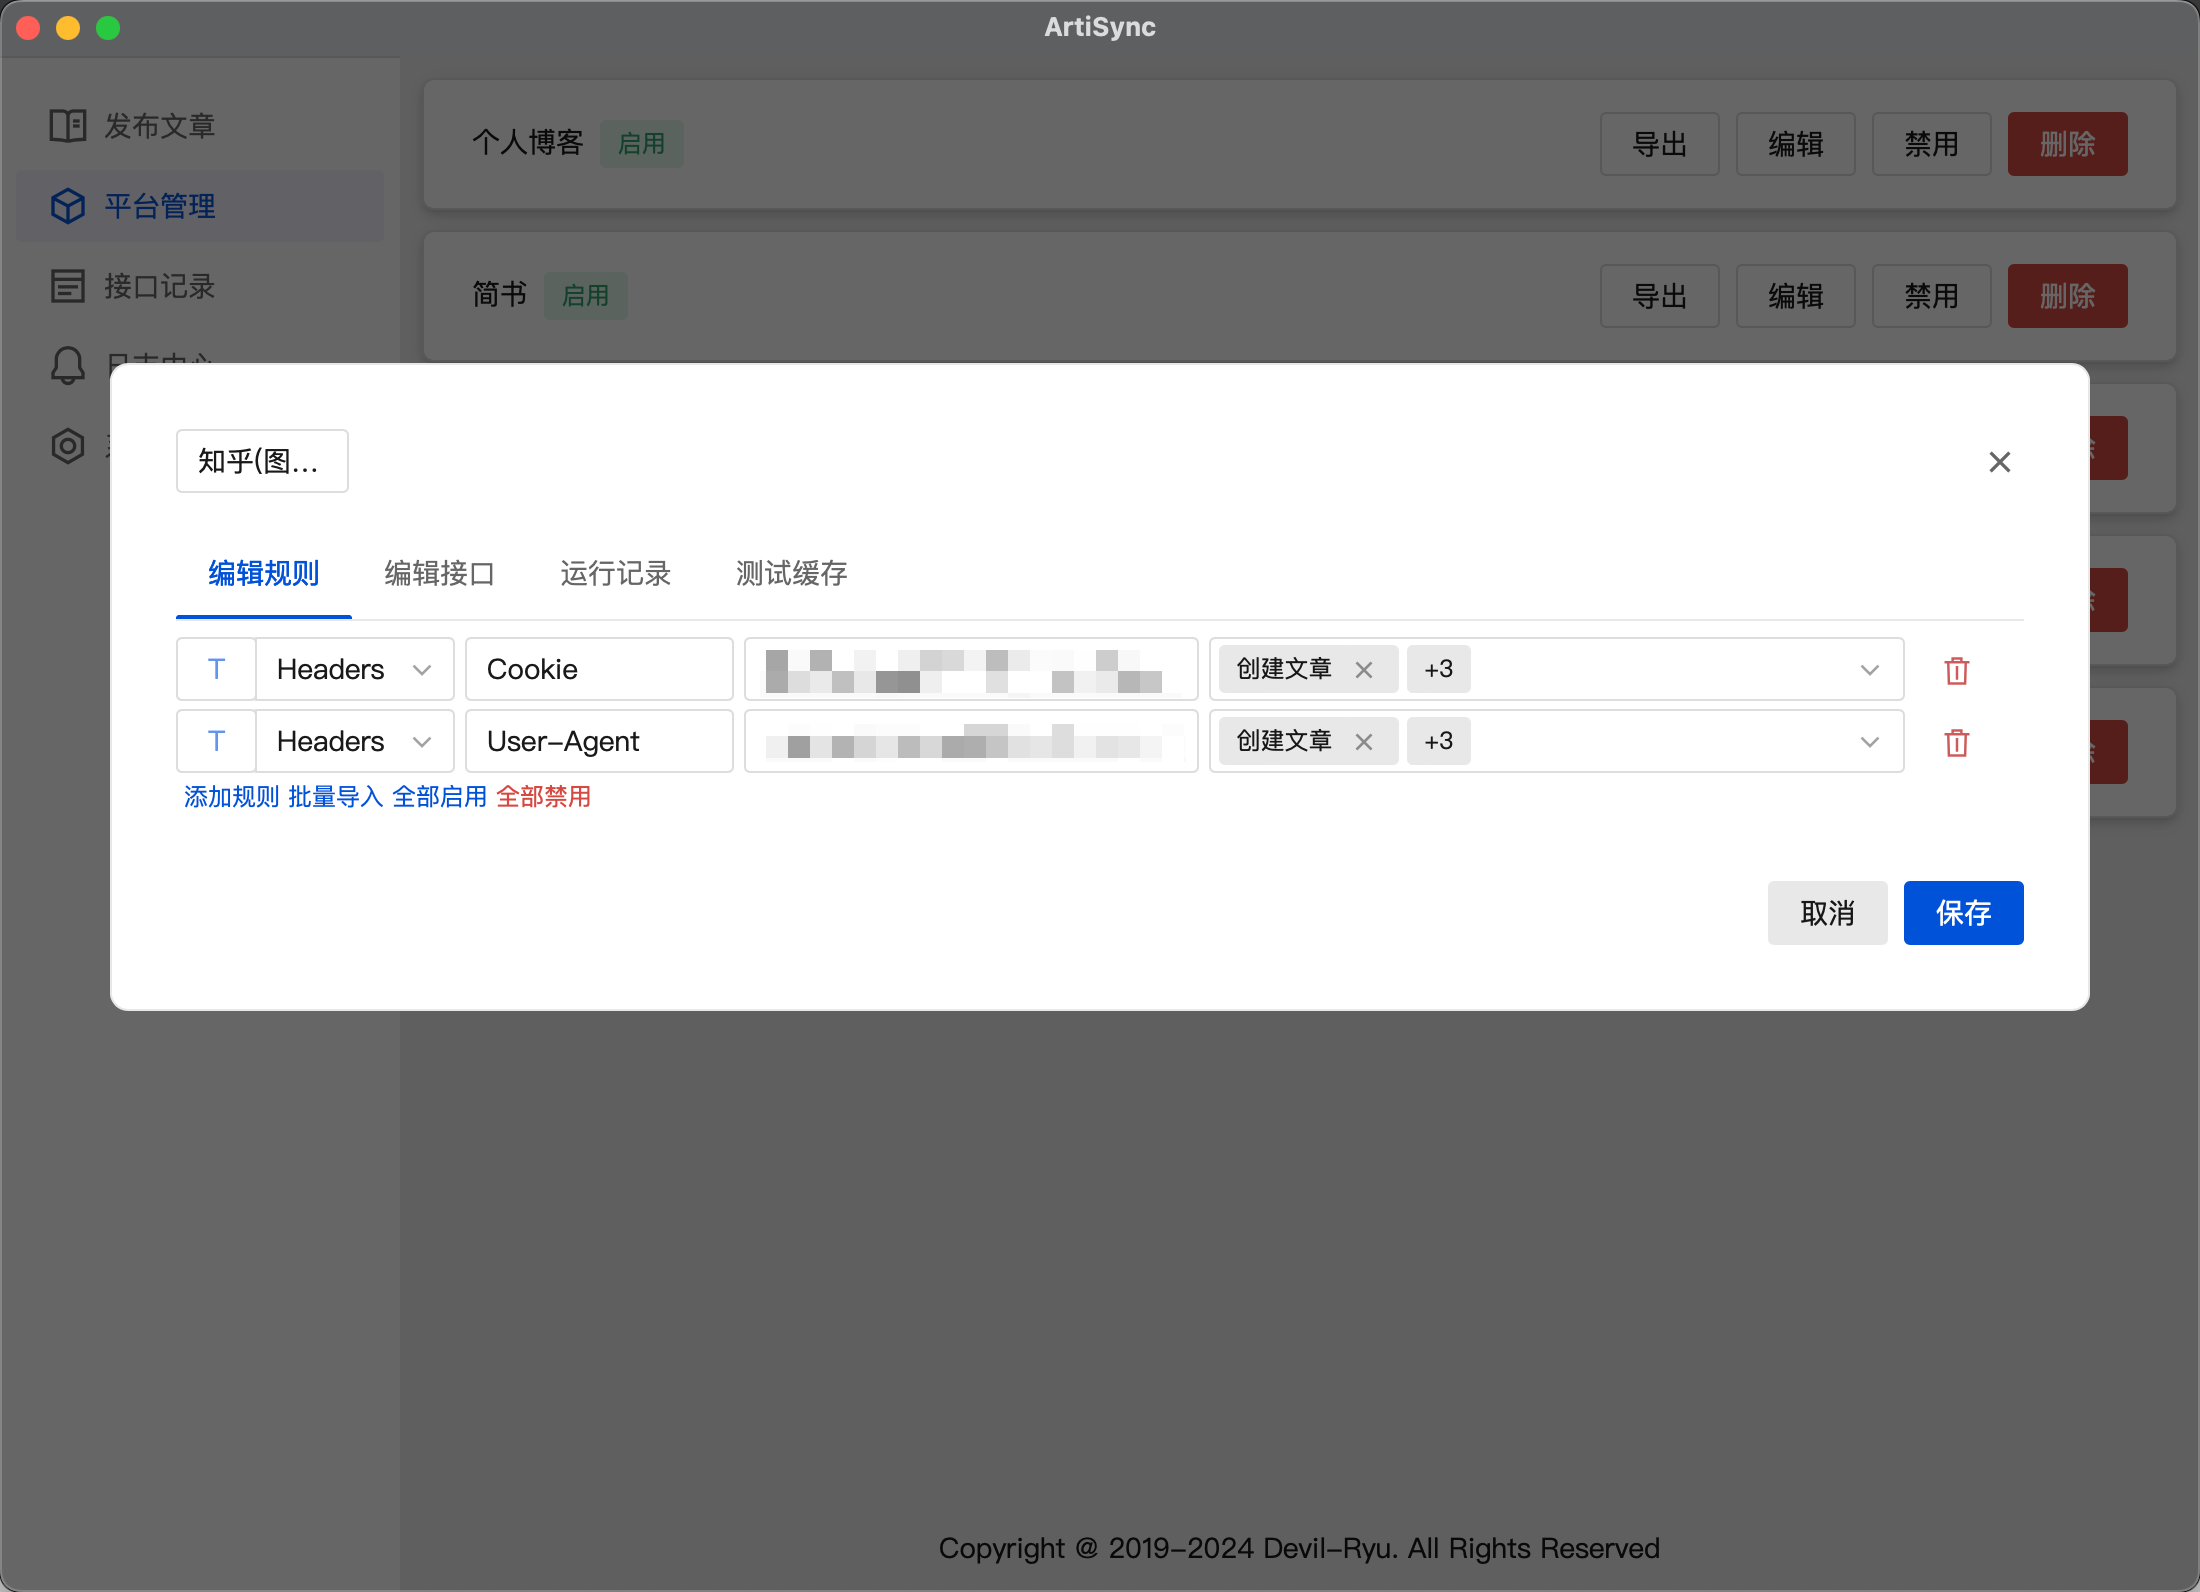 ArtiSync
发布文章
平台管理
接口记录
个人博客 启用 导出 编辑 禁用 删除
简书 启用 导出 编辑 禁用 删除
知乎(图...
编辑规则 编辑接口 运行记录 测试缓存
T Headers Cookie 创建文章 +3
T Headers User-Agent 创建文章 +3
添加规则 批量导入 全部启用 全部禁用
取消 保存
Copyright @ 2019-2024 Devil-Ryu. All Rights Reserved